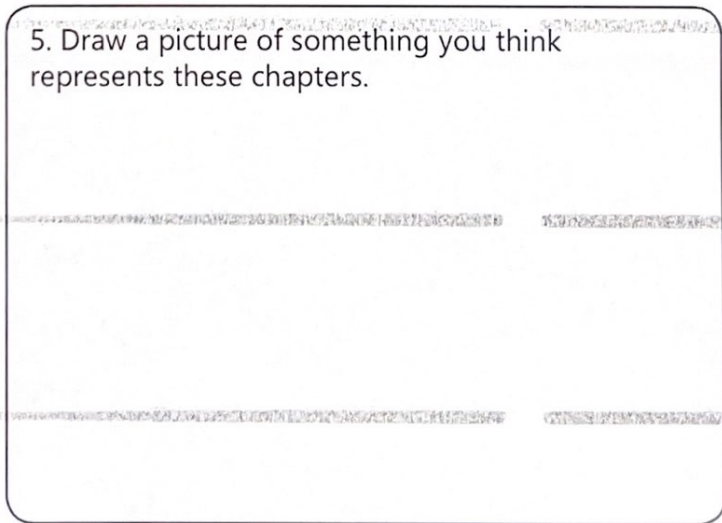 5. Draw a picture of something you think
represents these chapters.